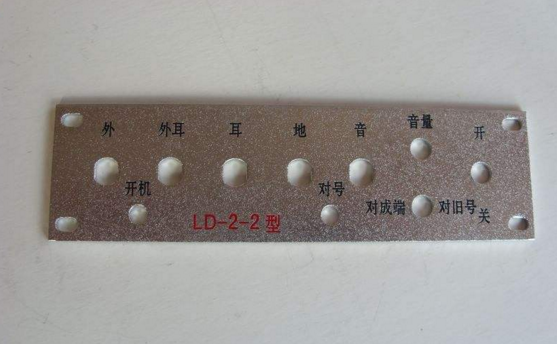 外 外耳 耳 地 音 音量 开
开机 对号 对成端 对旧号 关
LD-2-2型